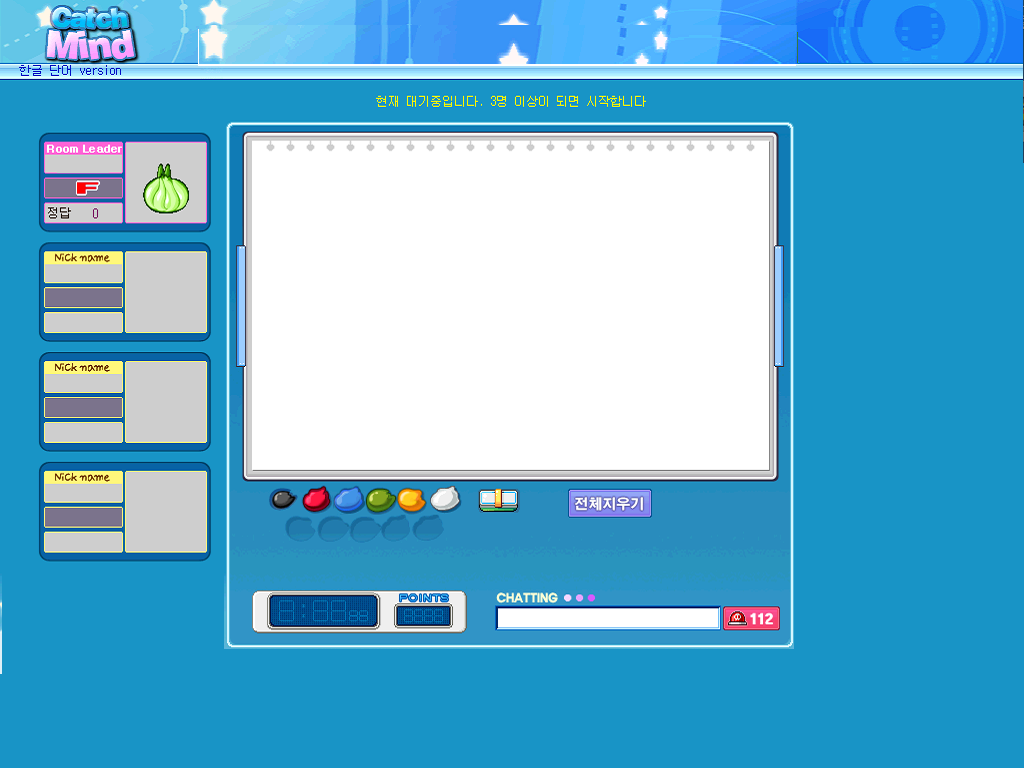 Catch
Mind
한글 단어 version
현재 대기중입니다. 3명 이상이 되면 시작합니다
Room Leader
정답 0
Nick name
Nick name
Nick name
전체지우기
POINTS
CHATTING
112